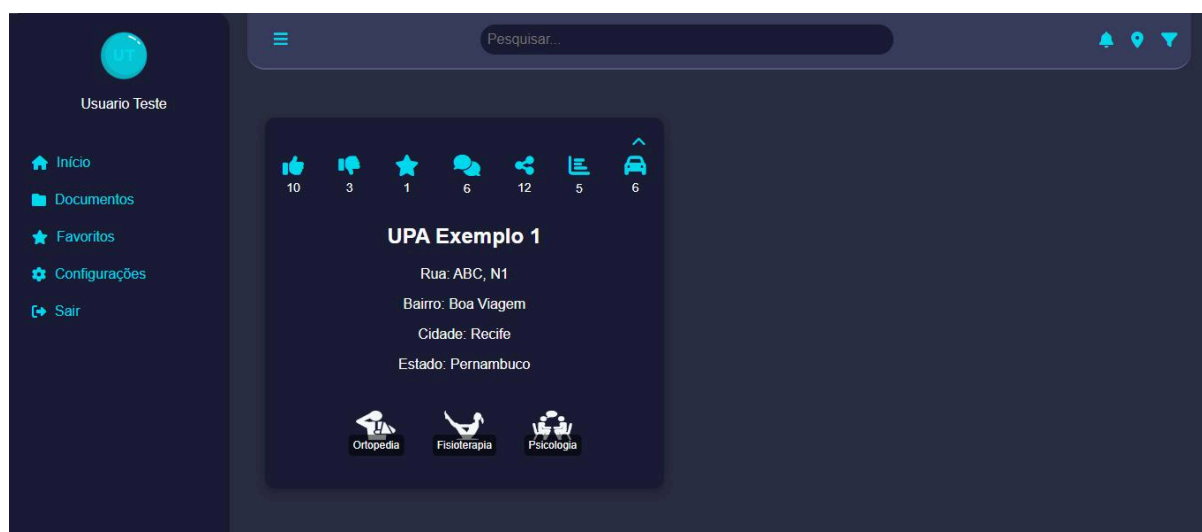 UT
Usuario Teste
Início
Documentos
Favoritos
Configurações
Sair
Pesquisar...
10 3 1 6 12 5 6
UPA Exemplo 1
Rua: ABC, N1
Bairro: Boa Viagem
Cidade: Recife
Estado: Pernambuco
Ortopedia Fisioterapia Psicologia